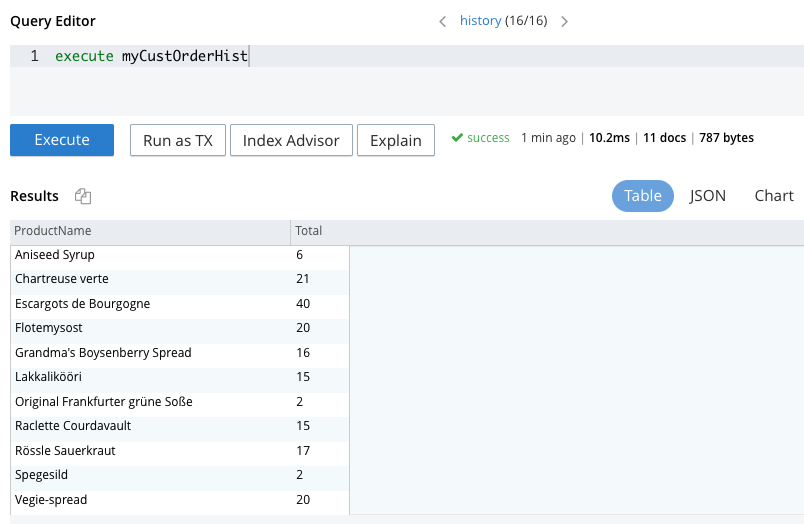 Query Editor
history (16/16)
1 execute myCustOrderHist
Execute Run as TX Index Advisor Explain success 1 min ago | 10.2ms | 11 docs | 787 bytes
Results Table JSON Chart
ProductName Total
Aniseed Syrup 6
Chartreuse verte 21
Escargots de Bourgogne 40
Flotemysost 20
Grandma's Boysenberry Spread 16
Lakkalikööri 15
Original Frankfurter grüne Soße 2
Raclette Courdavault 15
Rössle Sauerkraut 17
Spegesild 2
Vegie-spread 20